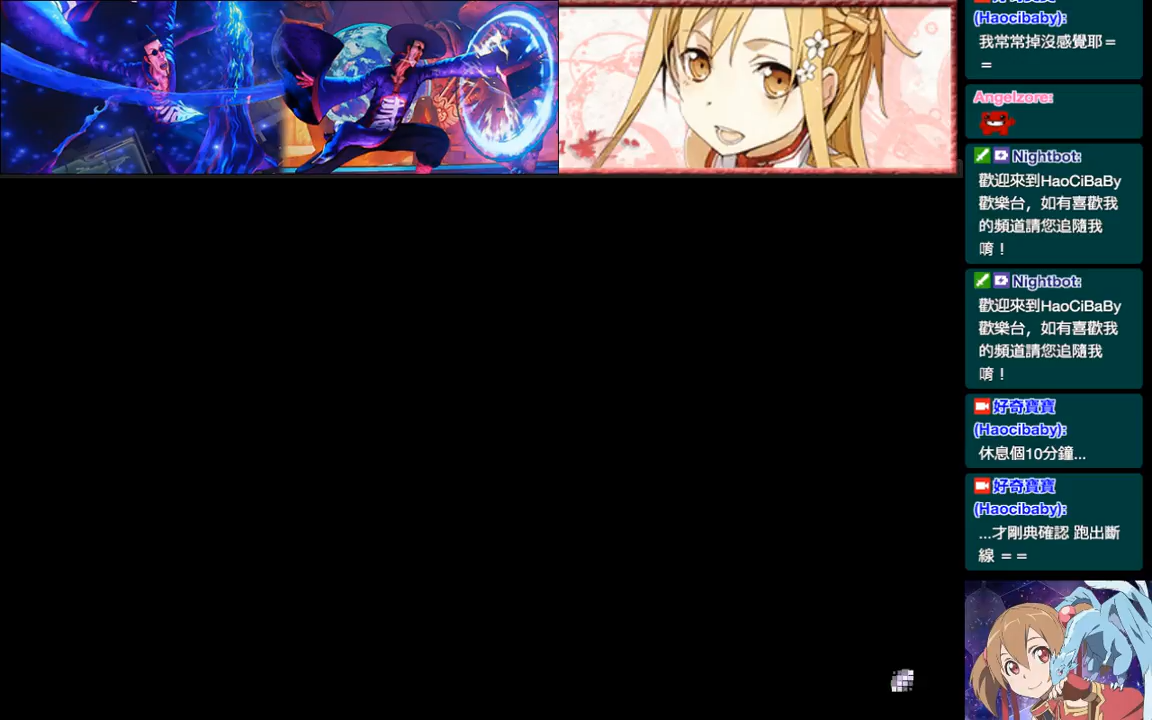 (Haocibaby):
我常常掉沒感覺耶＝
＝
Angelzore:
Nightbot:
歡迎來到HaoCiBaBy
歡樂台，如有喜歡我
的頻道請您追隨我
唷！
Nightbot:
歡迎來到HaoCiBaBy
歡樂台，如有喜歡我
的頻道請您追隨我
唷！
好奇寶寶
(Haocibaby):
休息個10分鐘...
好奇寶寶
(Haocibaby):
...才剛典確認 跑出斷
線 ＝＝